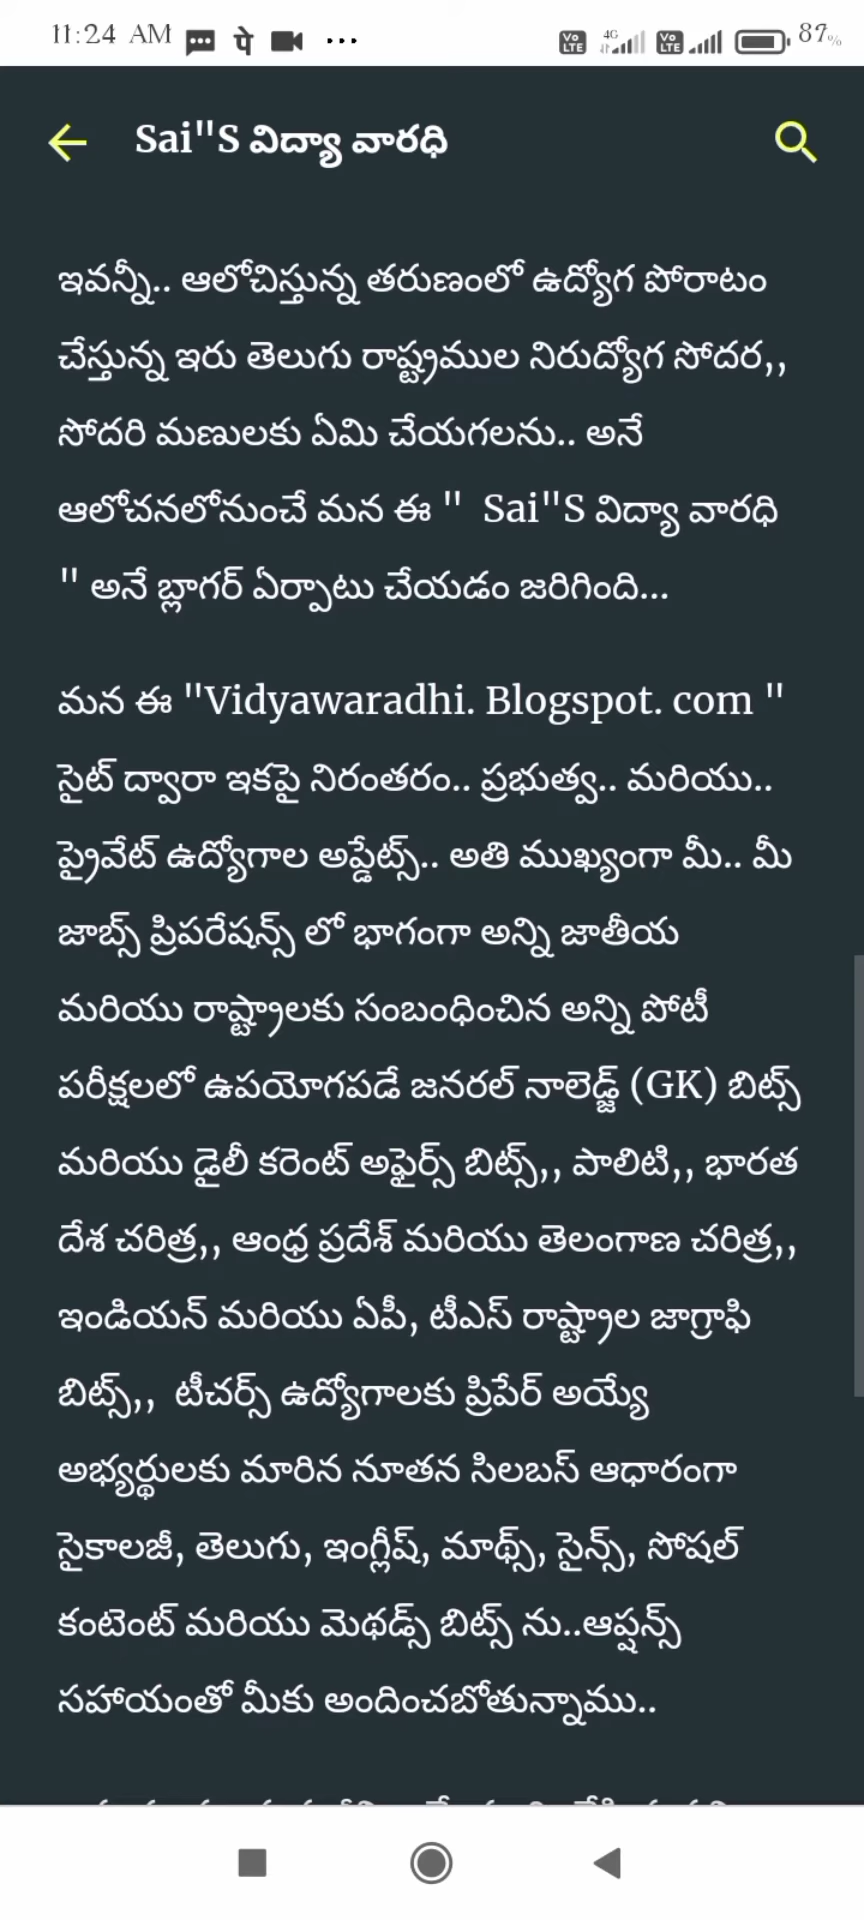 11:24 AM 4G 87%
Sai"S విద్యా వారధి
ఇవన్నీ.. ఆలోచిస్తున్న తరుణంలో ఉద్యోగ పోరాటం
చేస్తున్న ఇరు తెలుగు రాష్ట్రముల నిరుద్యోగ సోదర,,
సోదరి మణులకు ఏమి చేయగలను.. అనే
ఆలోచనలోనుంచే మన ఈ "  Sai"S విద్యా వారధి
" అనే బ్లాగర్ ఏర్పాటు చేయడం జరిగింది...
మన ఈ "Vidyawaradhi. Blogspot. com "
సైట్ ద్వారా ఇకపై నిరంతరం.. ప్రభుత్వ.. మరియు..
ప్రైవేట్ ఉద్యోగాల అప్డేట్స్.. అతి ముఖ్యంగా మీ.. మీ
జాబ్స్ ప్రిపరేషన్స్ లో భాగంగా అన్ని జాతీయ
మరియు రాష్ట్రాలకు సంబంధించిన అన్ని పోటీ
పరీక్షలలో ఉపయోగపడే జనరల్ నాలెడ్జ్ (GK) బిట్స్
మరియు డైలీ కరెంట్ అఫైర్స్ బిట్స్,, పాలిటి,, భారత
దేశ చరిత్ర,, ఆంధ్ర ప్రదేశ్ మరియు తెలంగాణ చరిత్ర,,
ఇండియన్ మరియు ఏపీ, టీఎస్ రాష్ట్రాల జాగ్రాఫి
బిట్స్,,  టీచర్స్ ఉద్యోగాలకు ప్రిపేర్ అయ్యే
అభ్యర్థులకు మారిన నూతన సిలబస్ ఆధారంగా
సైకాలజీ, తెలుగు, ఇంగ్లీష్, మాథ్స్, సైన్స్, సోషల్
కంటెంట్ మరియు మెథడ్స్ బిట్స్ ను..ఆప్షన్స్
సహాయంతో మీకు అందించబోతున్నాము..